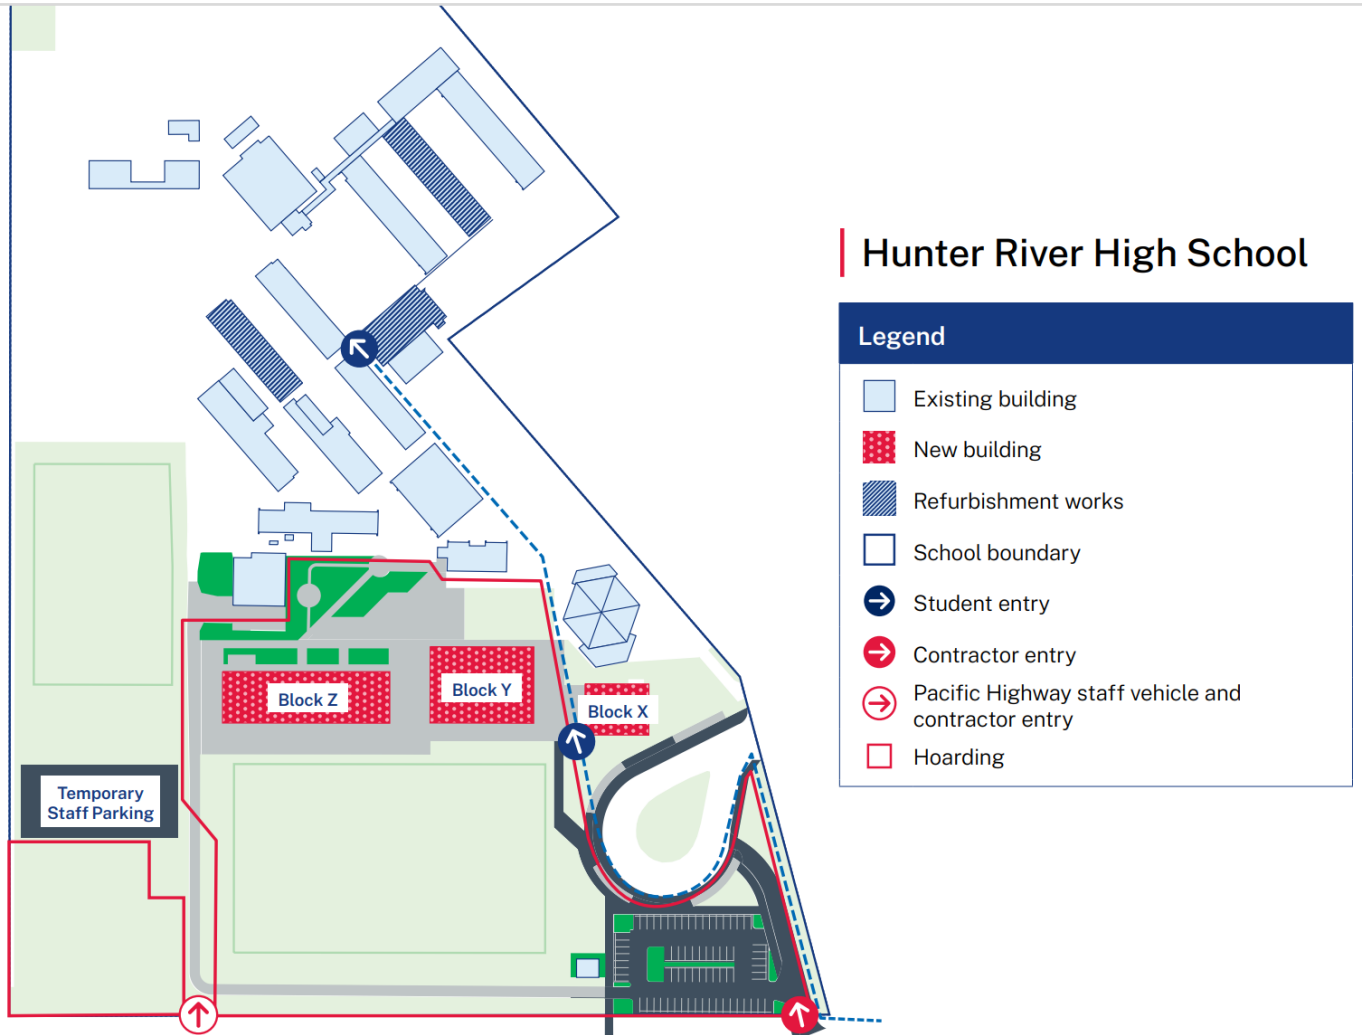 Hunter River High School
Legend
Existing building
New building
Refurbishment works
School boundary
Student entry
Contractor entry
Pacific Highway staff vehicle and
contractor entry
Hoarding
Block Z
Block Y
Block X
Temporary
Staff Parking